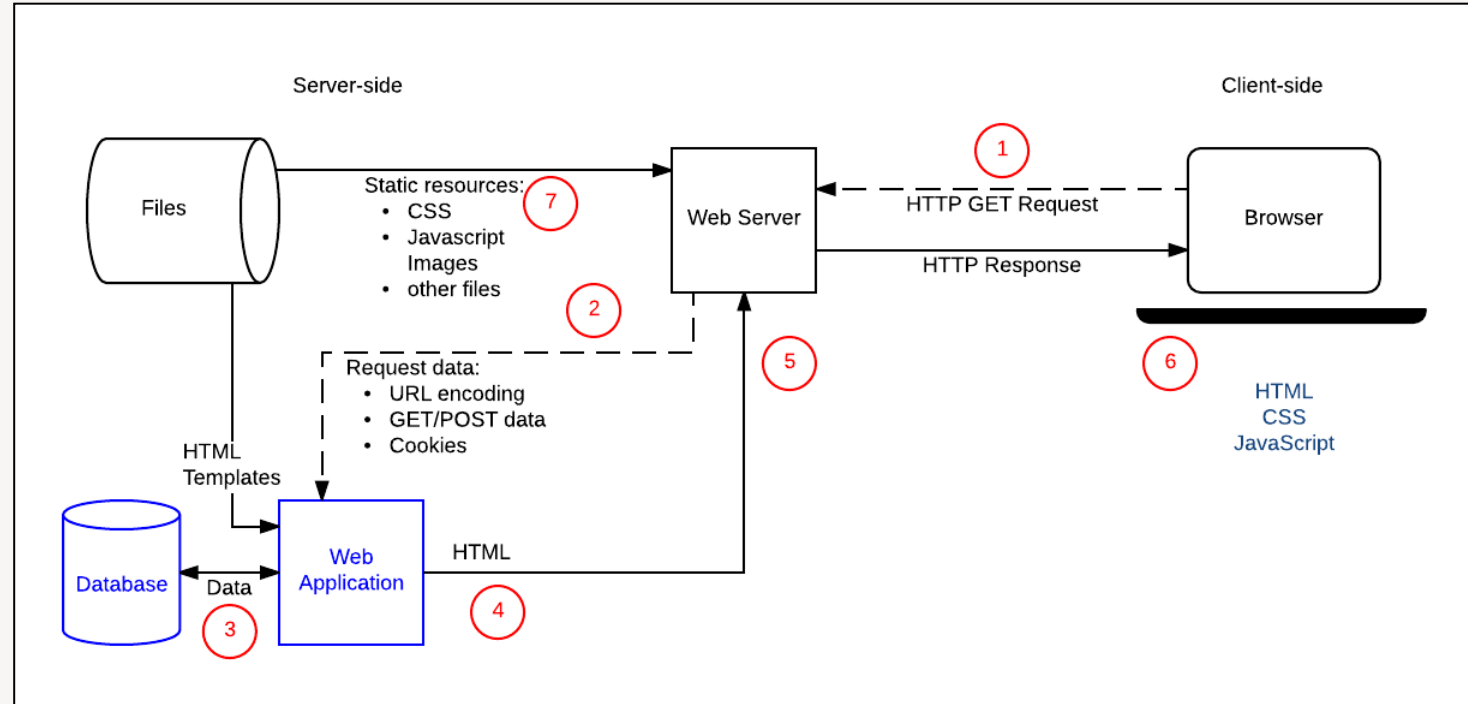 Server-side
Client-side
Files
Static resources:
• CSS
• Javascript
Images
• other files
7
Web Server
1
HTTP GET Request
HTTP Response
Browser
2
Request data:
• URL encoding
• GET/POST data
• Cookies
5
6
HTML
CSS
JavaScript
HTML
Templates
Database
Data
3
Web
Application
HTML
4